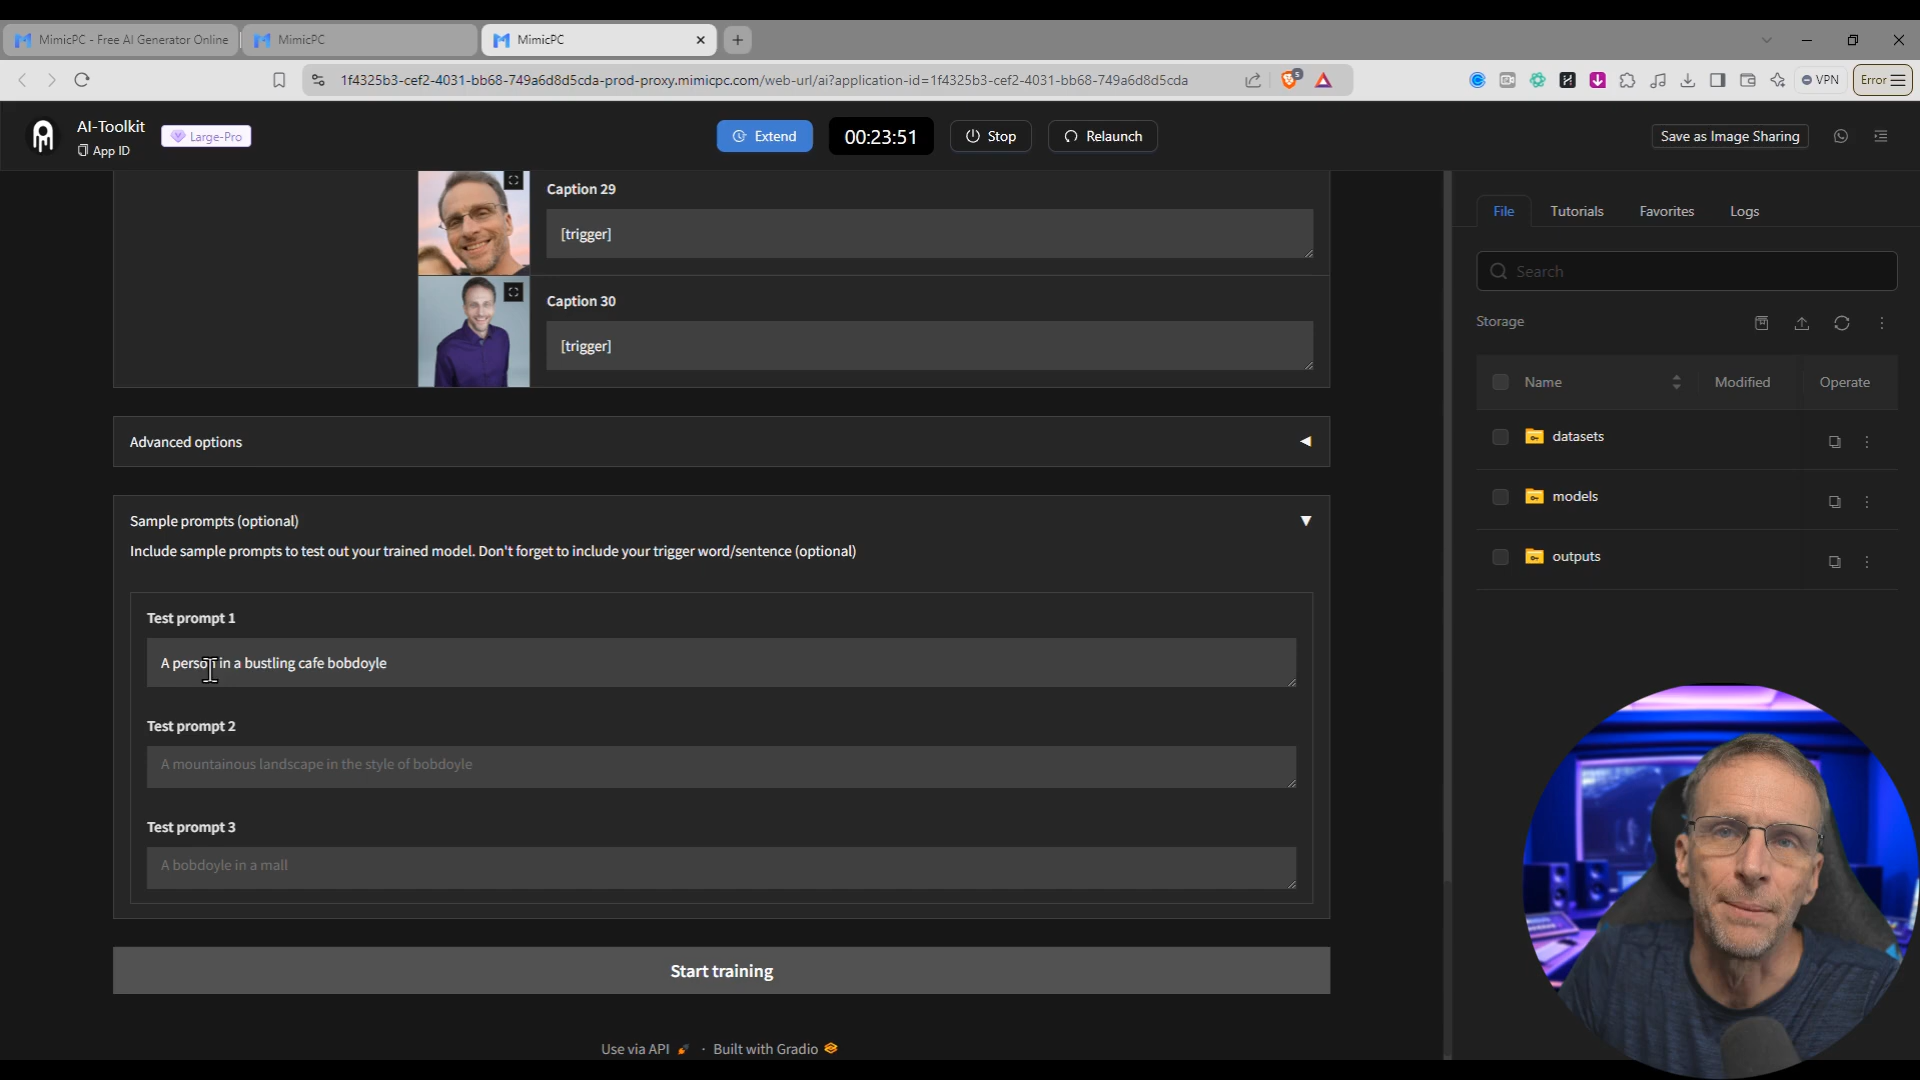 MimicPC - Free AI Generator Online
MimicPC
MimicPC
1f4325b3-cef2-4031-bb68-749a6d8d5cda-prod-proxy.mimicpc.com/web-url/ai?application-id=1f4325b3-cef2-4031-bb68-749a6d8d5cda
5
VPN
Error
AI-Toolkit
App ID
Large-Pro
Extend
00:23:51
Stop
Relaunch
Save as Image Sharing
Caption 29
[trigger]
Caption 30
[trigger]
Advanced options
Sample prompts (optional)
Include sample prompts to test out your trained model. Don't forget to include your trigger word/sentence (optional)
Test prompt 1
A person in a bustling cafe bobdoyle
Test prompt 2
A mountainous landscape in the style of bobdoyle
Test prompt 3
A bobdoyle in a mall
Start training
Use via API · Built with Gradio
File
Tutorials
Favorites
Logs
Search
Storage
Name
Modified
Operate
datasets
models
outputs